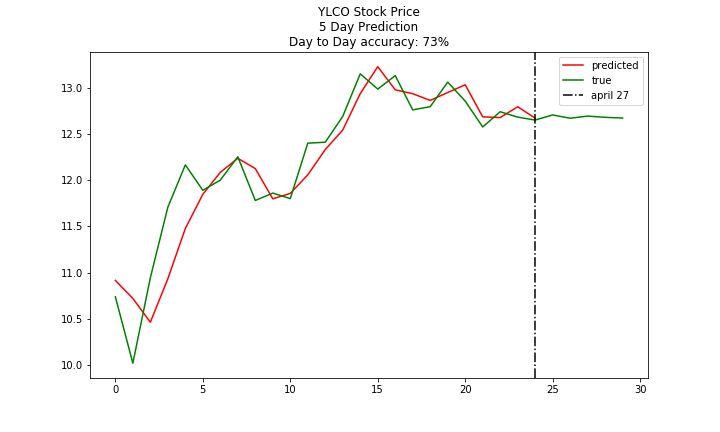 YLCO Stock Price
5 Day Prediction
Day to Day accuracy: 73%
predicted
true
april 27
13.0
12.5
12.0
11.5
11.0
10.5
10.0
0 5 10 15 20 25 30